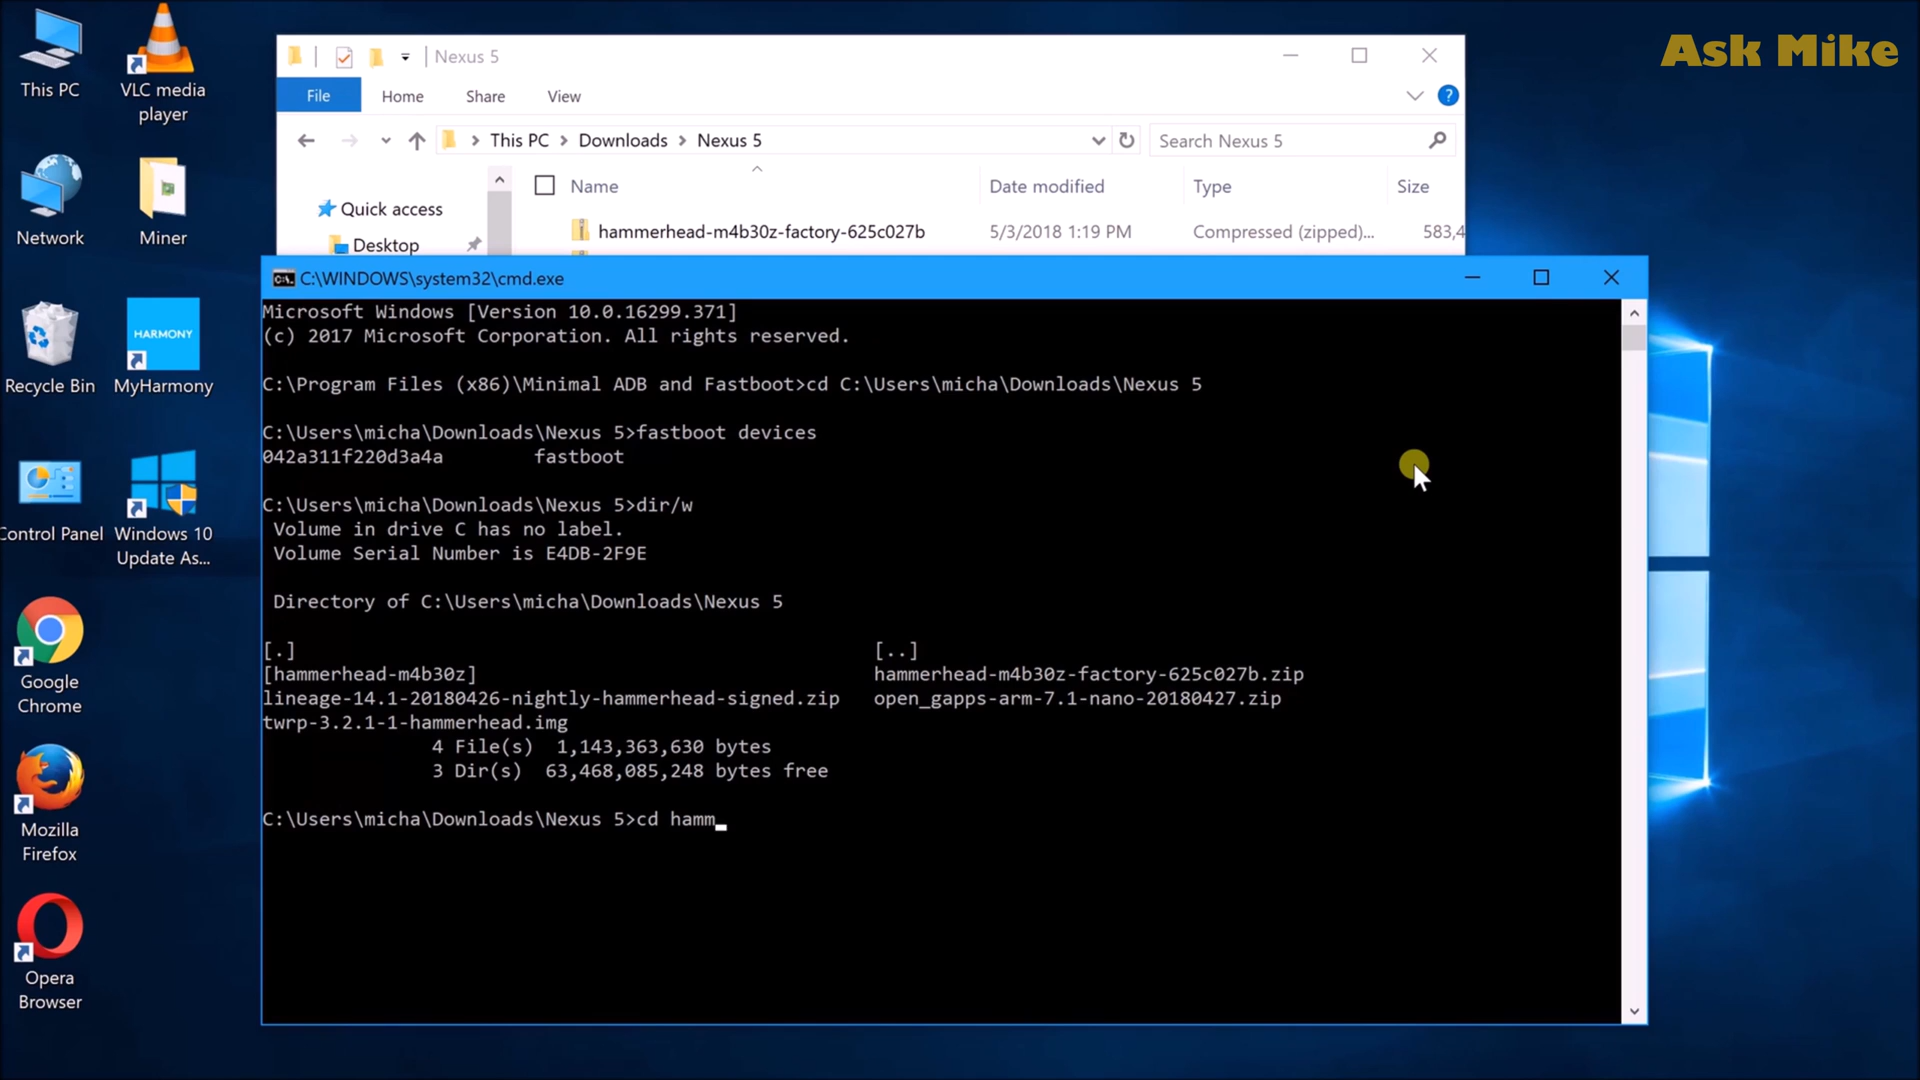 Ask Mike
This PC
VLC media
player
Network
Miner
Recycle Bin
HARMONY
MyHarmony
Control Panel
Windows 10
Update As...
Google
Chrome
Mozilla
Firefox
Opera
Browser
Nexus 5
File Home Share View
This PC > Downloads > Nexus 5
Search Nexus 5
Name Date modified Type Size
Quick access
Desktop
hammerhead-m4b30z-factory-625c027b 5/3/2018 1:19 PM Compressed (zipped)... 583,4
C:\WINDOWS\system32\cmd.exe
Microsoft Windows [Version 10.0.16299.371]
(c) 2017 Microsoft Corporation. All rights reserved.
C:\Program Files (x86)\Minimal ADB and Fastboot>cd C:\Users\micha\Downloads\Nexus 5
C:\Users\micha\Downloads\Nexus 5>fastboot devices
042a311f220d3a4a fastboot
C:\Users\micha\Downloads\Nexus 5>dir/w
Volume in drive C has no label.
Volume Serial Number is E4DB-2F9E
Directory of C:\Users\micha\Downloads\Nexus 5
[.] [..]
[hammerhead-m4b30z] hammerhead-m4b30z-factory-625c027b.zip
lineage-14.1-20180426-nightly-hammerhead-signed.zip open_gapps-arm-7.1-nano-20180427.zip
twrp-3.2.1-1-hammerhead.img
4 File(s) 1,143,363,630 bytes
3 Dir(s) 63,468,085,248 bytes free
C:\Users\micha\Downloads\Nexus 5>cd hamm_